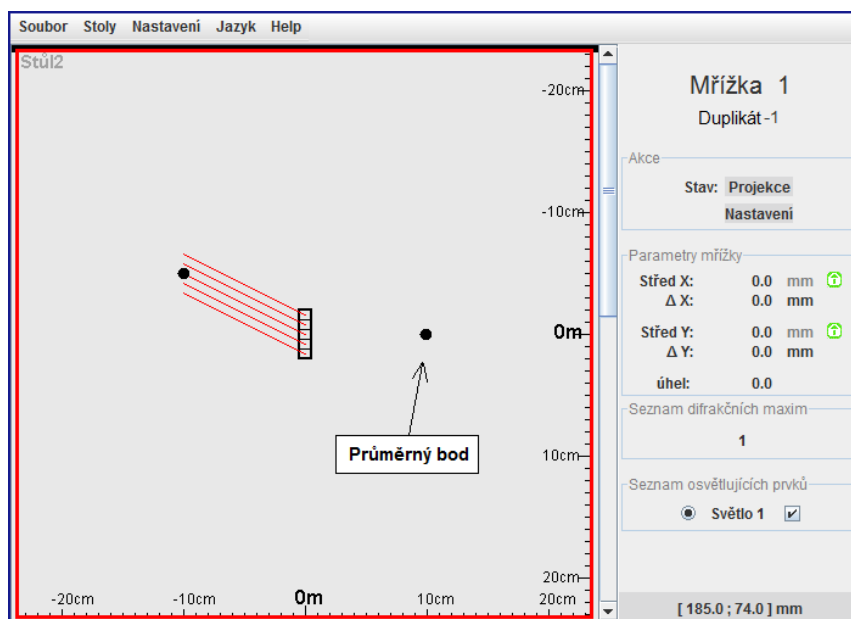 Soubor Stoly Nastavení Jazyk Help
Stůl2
-20cm
-10cm
0m
10cm
20cm
Průměrný bod
-20cm -10cm 0m 10cm 20cm
Mřížka 1
Duplikát -1
Akce
Stav: Projekce
Nastavení
Parametry mřížky
Střed X: 0.0 mm
Δ X: 0.0 mm
Střed Y: 0.0 mm
Δ Y: 0.0 mm
úhel: 0.0
Seznam difrakčních maxim
1
Seznam osvětlujících prvků
Světlo 1
[ 185.0 ; 74.0 ] mm